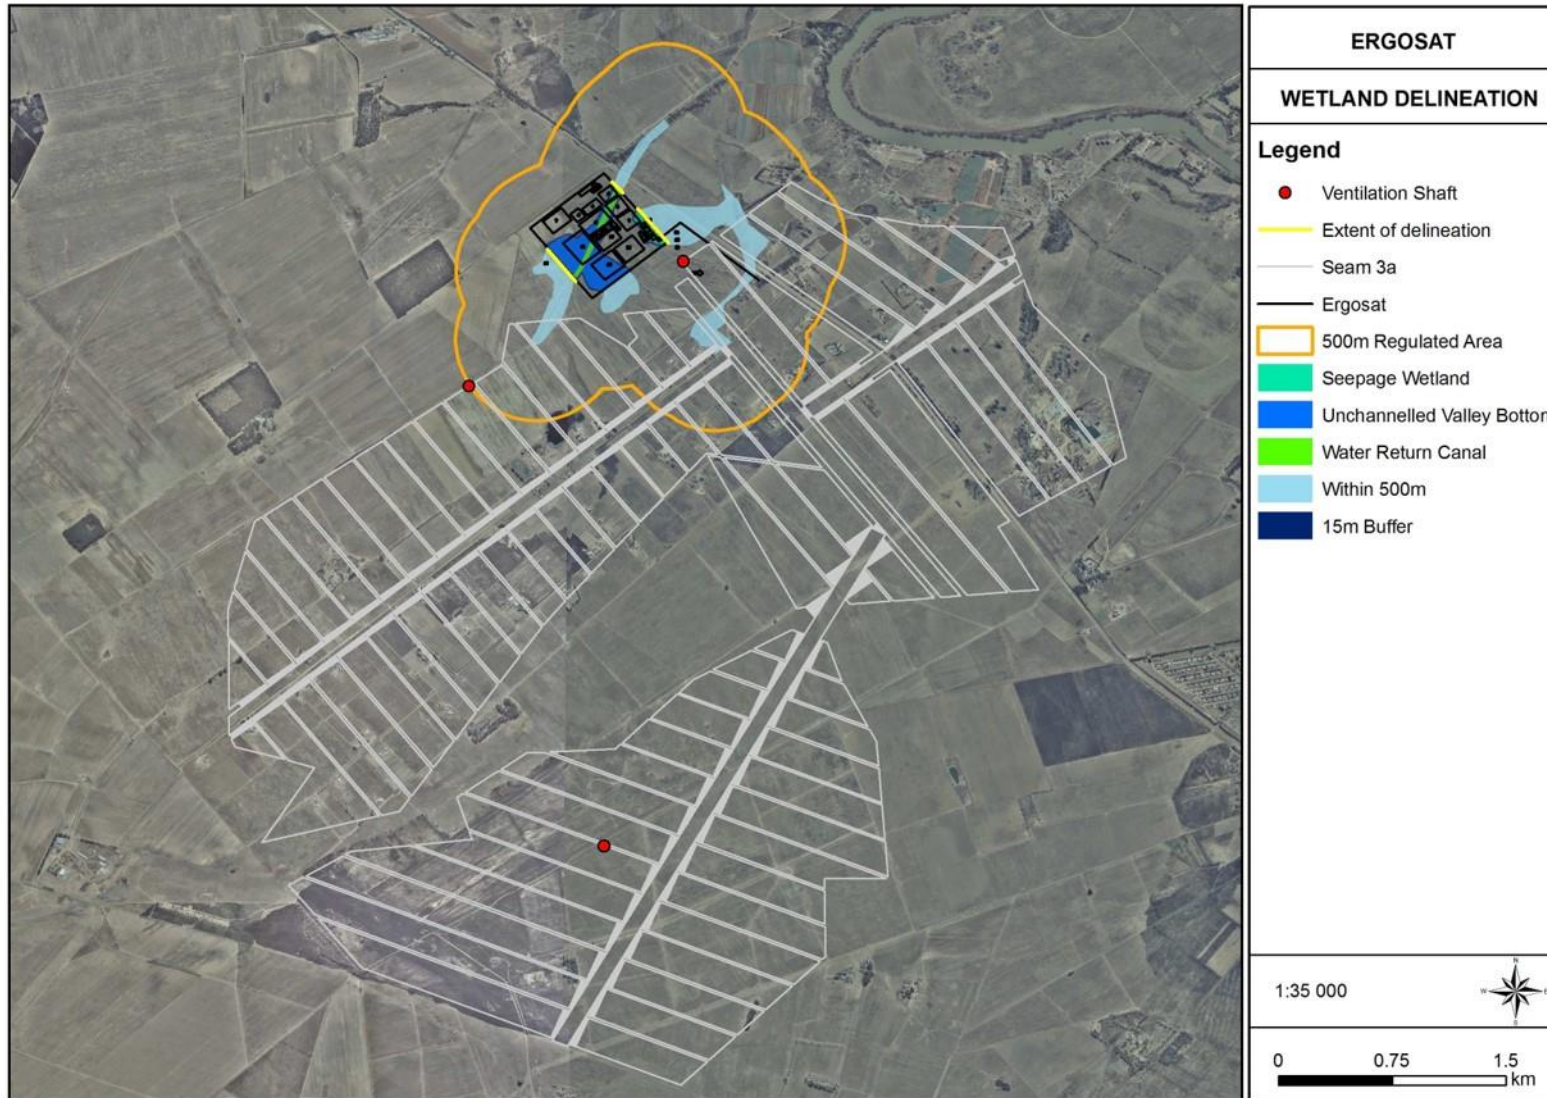 ERGOSAT
WETLAND DELINEATION
Legend
Ventilation Shaft
Extent of delineation
Seam 3a
Ergosat
500m Regulated Area
Seepage Wetland
Unchannelled Valley Botton
Water Return Canal
Within 500m
15m Buffer
1:35 000
N
W
E
S
0 0.75 1.5
km